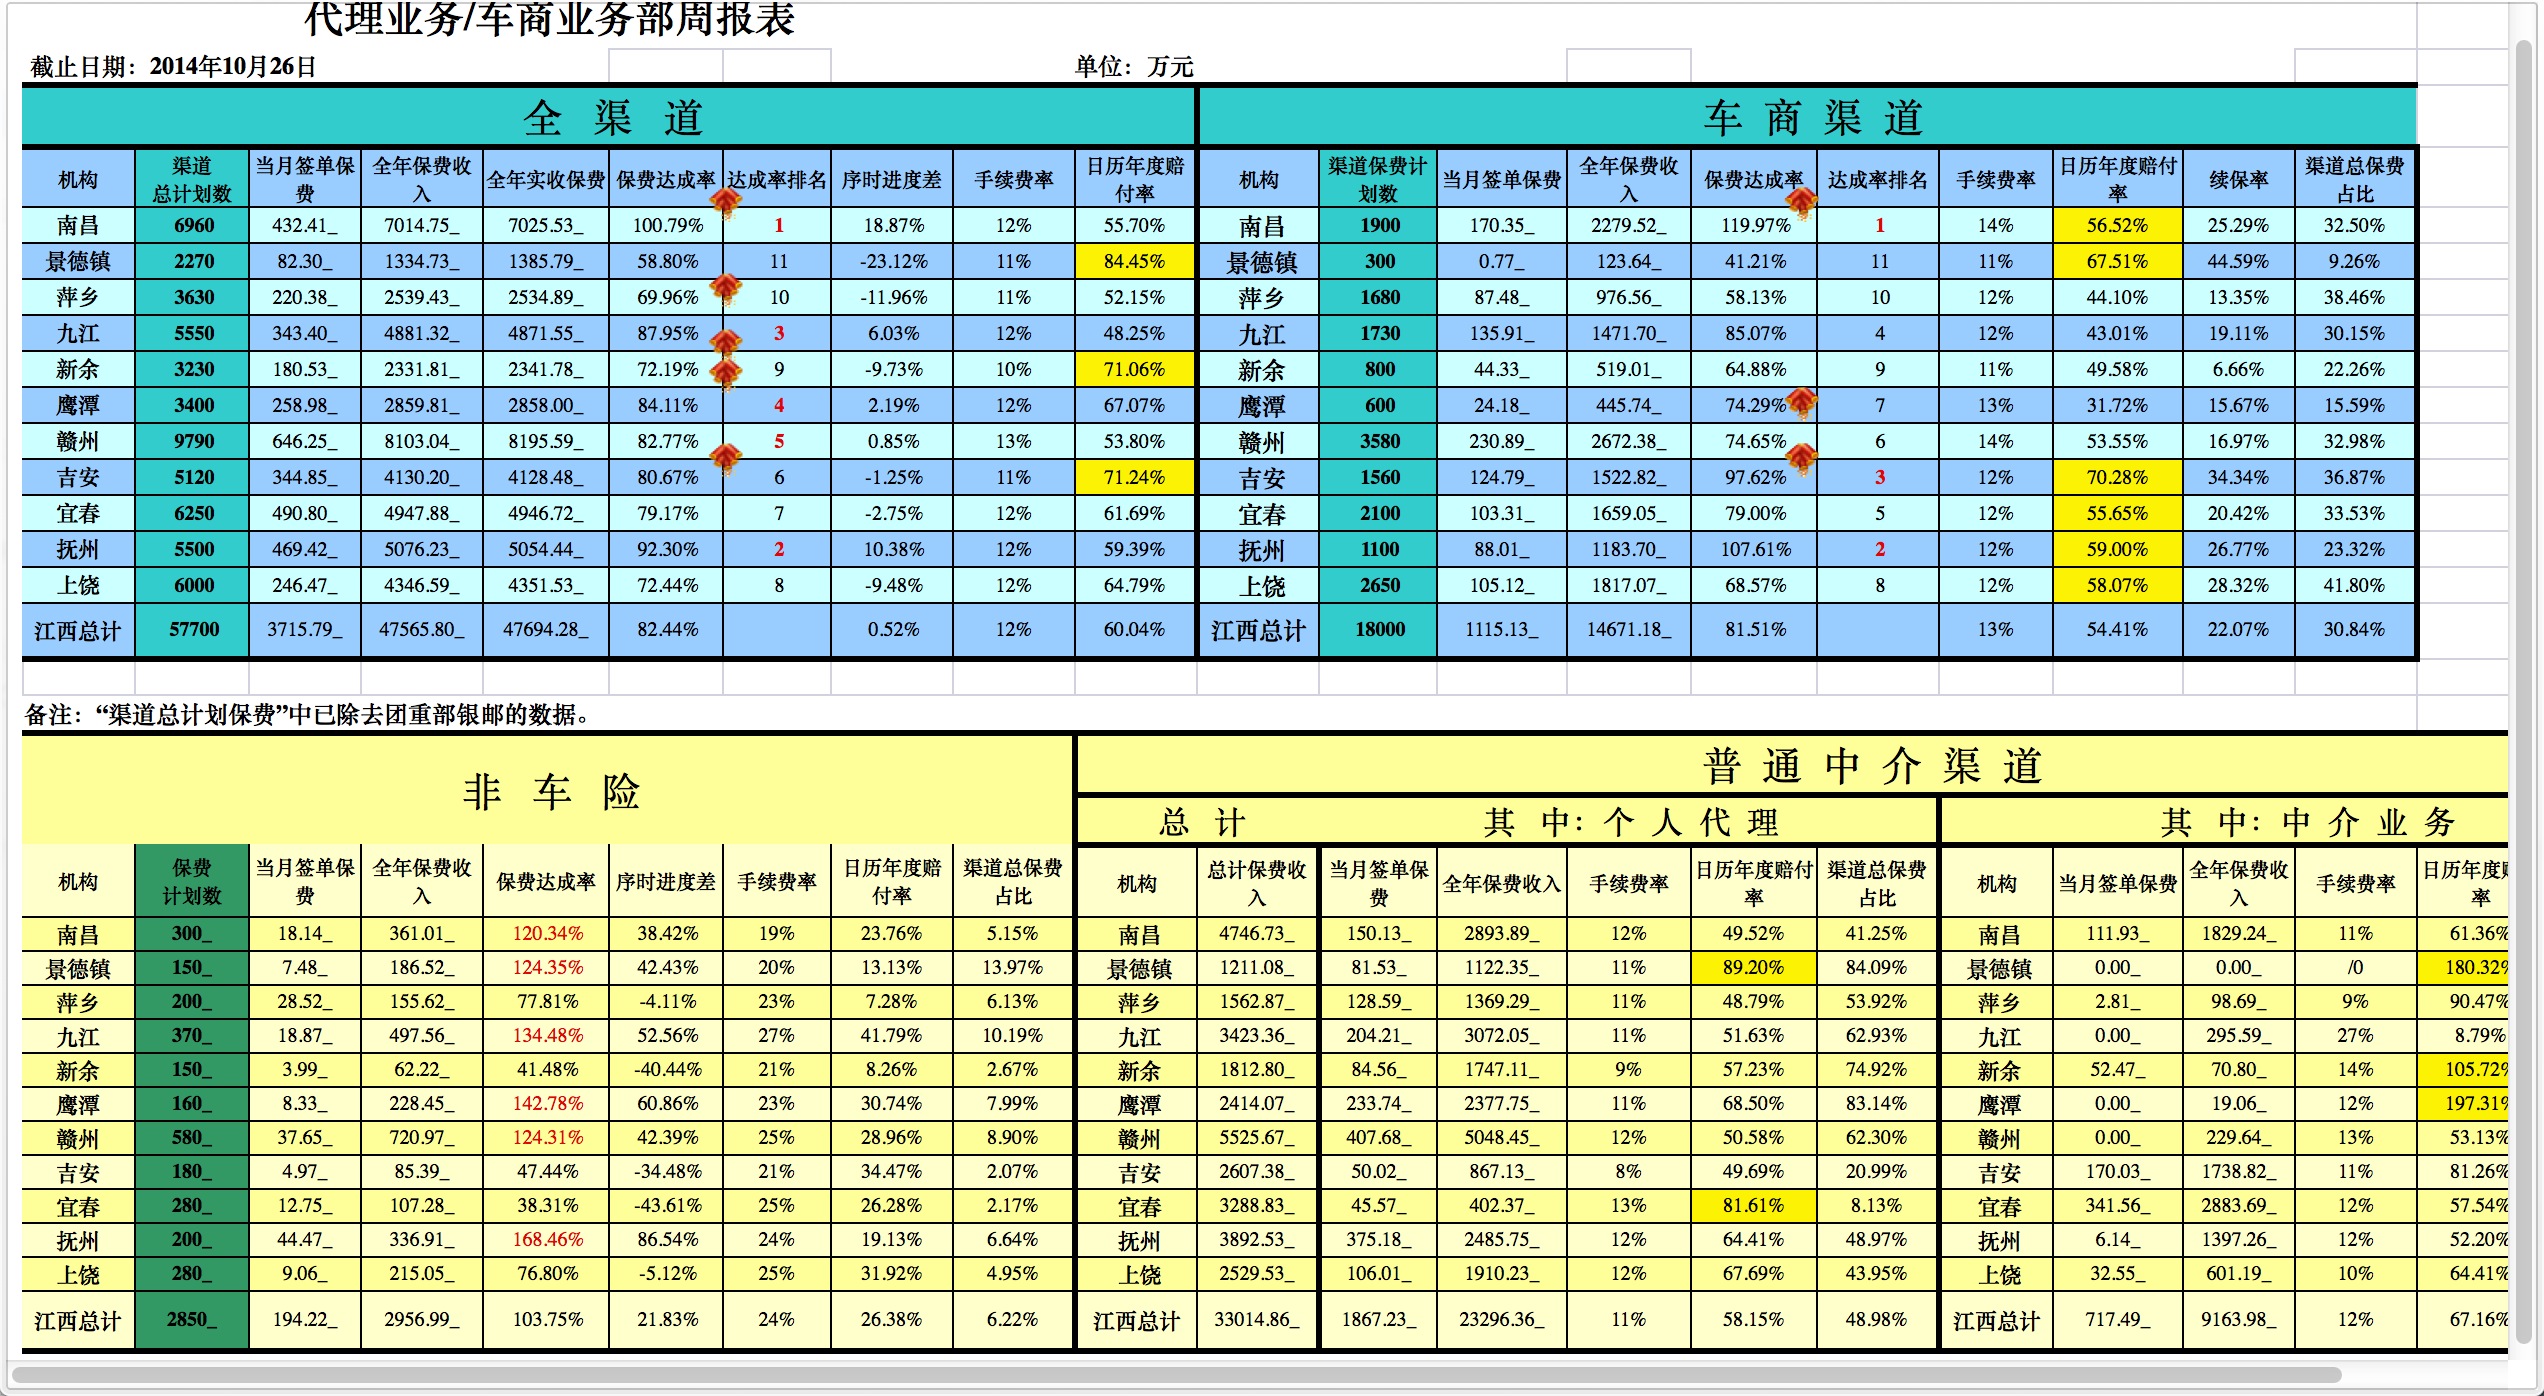 代理业务/车商业务部周报表
截止日期：2014年10月26日 单位：万元
全 渠 道 车 商 渠 道
机构 渠道总计划数 当月签单保费 全年保费收入 全年实收保费 保费达成率 达成率排名 序时进度差 手续费率 日历年度赔付率 机构 渠道保费计划数 当月签单保费 全年保费收入 保费达成率 达成率排名 手续费率 日历年度赔付率 续保率 渠道总保费占比
南昌 6960 432.41_ 7014.75_ 7025.53_ 100.79% 1 18.87% 12% 55.70% 南昌 1900 170.35_ 2279.52_ 119.97% 1 14% 56.52% 25.29% 32.50%
景德镇 2270 82.30_ 1334.73_ 1385.79_ 58.80% 11 -23.12% 11% 84.45% 景德镇 300 0.77_ 123.64_ 41.21% 11 11% 67.51% 44.59% 9.26%
萍乡 3630 220.38_ 2539.43_ 2534.89_ 69.96% 10 -11.96% 11% 52.15% 萍乡 1680 87.48_ 976.56_ 58.13% 10 12% 44.10% 13.35% 38.46%
九江 5550 343.40_ 4881.32_ 4871.55_ 87.95% 3 6.03% 12% 48.25% 九江 1730 135.91_ 1471.70_ 85.07% 4 12% 43.01% 19.11% 30.15%
新余 3230 180.53_ 2331.81_ 2341.78_ 72.19% 9 -9.73% 10% 71.06% 新余 800 44.33_ 519.01_ 64.88% 9 11% 49.58% 6.66% 22.26%
鹰潭 3400 258.98_ 2859.81_ 2858.00_ 84.11% 4 2.19% 12% 67.07% 鹰潭 600 24.18_ 445.74_ 74.29% 7 13% 31.72% 15.67% 15.59%
赣州 9790 646.25_ 8103.04_ 8195.59_ 82.77% 5 0.85% 13% 53.80% 赣州 3580 230.89_ 2672.38_ 74.65% 6 14% 53.55% 16.97% 32.98%
吉安 5120 344.85_ 4130.20_ 4128.48_ 80.67% 6 -1.25% 11% 71.24% 吉安 1560 124.79_ 1522.82_ 97.62% 3 12% 70.28% 34.34% 36.87%
宜春 6250 490.80_ 4947.88_ 4946.72_ 79.17% 7 -2.75% 12% 61.69% 宜春 2100 103.31_ 1659.05_ 79.00% 5 12% 55.65% 20.42% 33.53%
抚州 5500 469.42_ 5076.23_ 5054.44_ 92.30% 2 10.38% 12% 59.39% 抚州 1100 88.01_ 1183.70_ 107.61% 2 12% 59.00% 26.77% 23.32%
上饶 6000 246.47_ 4346.59_ 4351.53_ 72.44% 8 -9.48% 12% 64.79% 上饶 2650 105.12_ 1817.07_ 68.57% 8 12% 58.07% 28.32% 41.80%
江西总计 57700 3715.79_ 47565.80_ 47694.28_ 82.44% 0.52% 12% 60.04% 江西总计 18000 1115.13_ 14671.18_ 81.51% 13% 54.41% 22.07% 30.84%
备注：“渠道总计划保费”中已除去团重部银邮的数据。
非 车 险 普 通 中 介 渠 道
总 计 其 中：个 人 代 理 其 中：中 介 业 务
机构 保费计划数 当月签单保费 全年保费收入 保费达成率 序时进度差 手续费率 日历年度赔付率 渠道总保费占比 机构 总计保费收入 当月签单保费 全年保费收入 手续费率 日历年度赔付率 渠道总保费占比 机构 当月签单保费 全年保费收入 手续费率 日历年度赔率
南昌 300_ 18.14_ 361.01_ 120.34% 38.42% 19% 23.76% 5.15% 南昌 4746.73_ 150.13_ 2893.89_ 12% 49.52% 41.25% 南昌 111.93_ 1829.24_ 11% 61.36%
景德镇 150_ 7.48_ 186.52_ 124.35% 42.43% 20% 13.13% 13.97% 景德镇 1211.08_ 81.53_ 1122.35_ 11% 89.20% 84.09% 景德镇 0.00_ 0.00_ /0 180.32%
萍乡 200_ 28.52_ 155.62_ 77.81% -4.11% 23% 7.28% 6.13% 萍乡 1562.87_ 128.59_ 1369.29_ 11% 48.79% 53.92% 萍乡 2.81_ 98.69_ 9% 90.47%
九江 370_ 18.87_ 497.56_ 134.48% 52.56% 27% 41.79% 10.19% 九江 3423.36_ 204.21_ 3072.05_ 11% 51.63% 62.93% 九江 0.00_ 295.59_ 27% 8.79%
新余 150_ 3.99_ 62.22_ 41.48% -40.44% 21% 8.26% 2.67% 新余 1812.80_ 84.56_ 1747.11_ 9% 57.23% 74.92% 新余 52.47_ 70.80_ 14% 105.72%
鹰潭 160_ 8.33_ 228.45_ 142.78% 60.86% 23% 30.74% 7.99% 鹰潭 2414.07_ 233.74_ 2377.75_ 11% 68.50% 83.14% 鹰潭 0.00_ 19.06_ 12% 197.31%
赣州 580_ 37.65_ 720.97_ 124.31% 42.39% 25% 28.96% 8.90% 赣州 5525.67_ 407.68_ 5048.45_ 12% 50.58% 62.30% 赣州 0.00_ 229.64_ 13% 53.13%
吉安 180_ 4.97_ 85.39_ 47.44% -34.48% 21% 34.47% 2.07% 吉安 2607.38_ 50.02_ 867.13_ 8% 49.69% 20.99% 吉安 170.03_ 1738.82_ 11% 81.26%
宜春 280_ 12.75_ 107.28_ 38.31% -43.61% 25% 26.28% 2.17% 宜春 3288.83_ 45.57_ 402.37_ 13% 81.61% 8.13% 宜春 341.56_ 2883.69_ 12% 57.54%
抚州 200_ 44.47_ 336.91_ 168.46% 86.54% 24% 19.13% 6.64% 抚州 3892.53_ 375.18_ 2485.75_ 12% 64.41% 48.97% 抚州 6.14_ 1397.26_ 12% 52.20%
上饶 280_ 9.06_ 215.05_ 76.80% -5.12% 25% 31.92% 4.95% 上饶 2529.53_ 106.01_ 1910.23_ 12% 67.69% 43.95% 上饶 32.55_ 601.19_ 10% 64.41%
江西总计 2850_ 194.22_ 2956.99_ 103.75% 21.83% 24% 26.38% 6.22% 江西总计 33014.86_ 1867.23_ 23296.36_ 11% 58.15% 48.98% 江西总计 717.49_ 9163.98_ 12% 67.16%